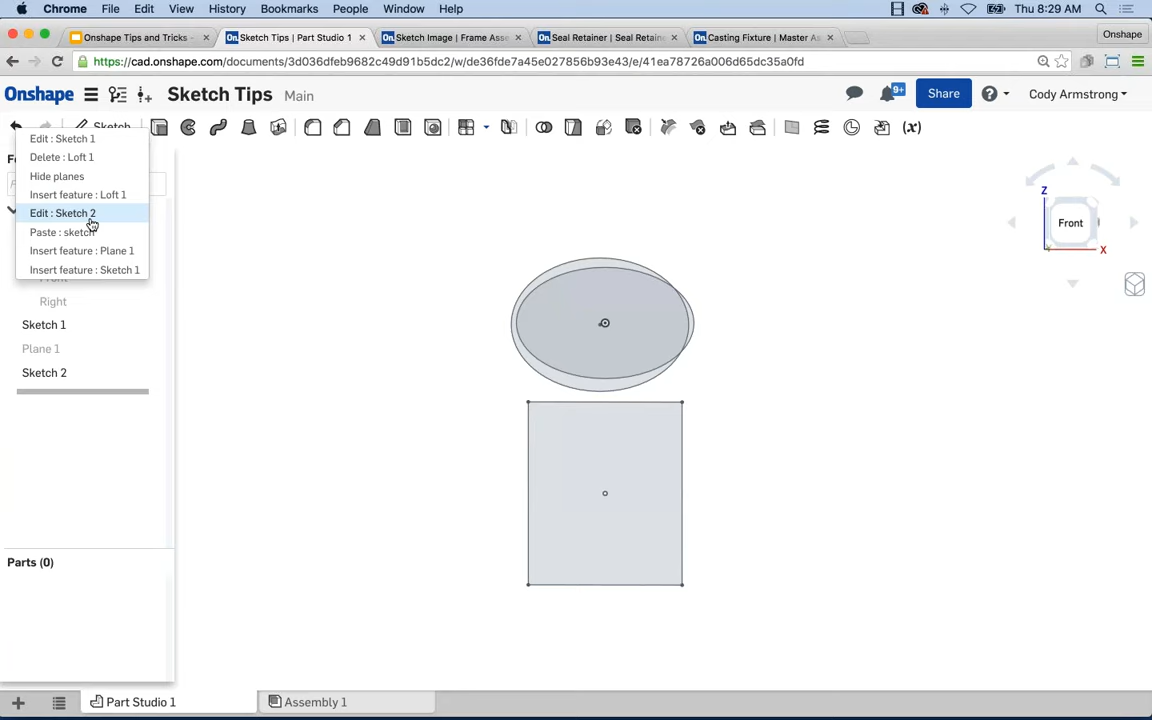 Chrome File Edit View History Bookmarks People Window Help Thu 8:29 AM
Onshape Tips and Tricks - × Sketch Tips | Part Studio 1 × Sketch Image | Frame Asse × Seal Retainer | Seal Retaine × Casting Fixture | Master As × Onshape
https://cad.onshape.com/documents/3d036dfeb9682c49d91b5dc2/w/de36fde7a45e027856b93e43/e/41ea78726a006d65dc35a0fd
Onshape Sketch Tips Main 9+ Share Cody Armstrong
Sketch (x)
Edit : Sketch 1
Delete : Loft 1
Hide planes
Insert feature : Loft 1
Edit : Sketch 2
Paste : sketch
Insert feature : Plane 1
Insert feature : Sketch 1
Right
Sketch 1
Plane 1
Sketch 2
Parts (0)
Z
Front
X
Part Studio 1 Assembly 1